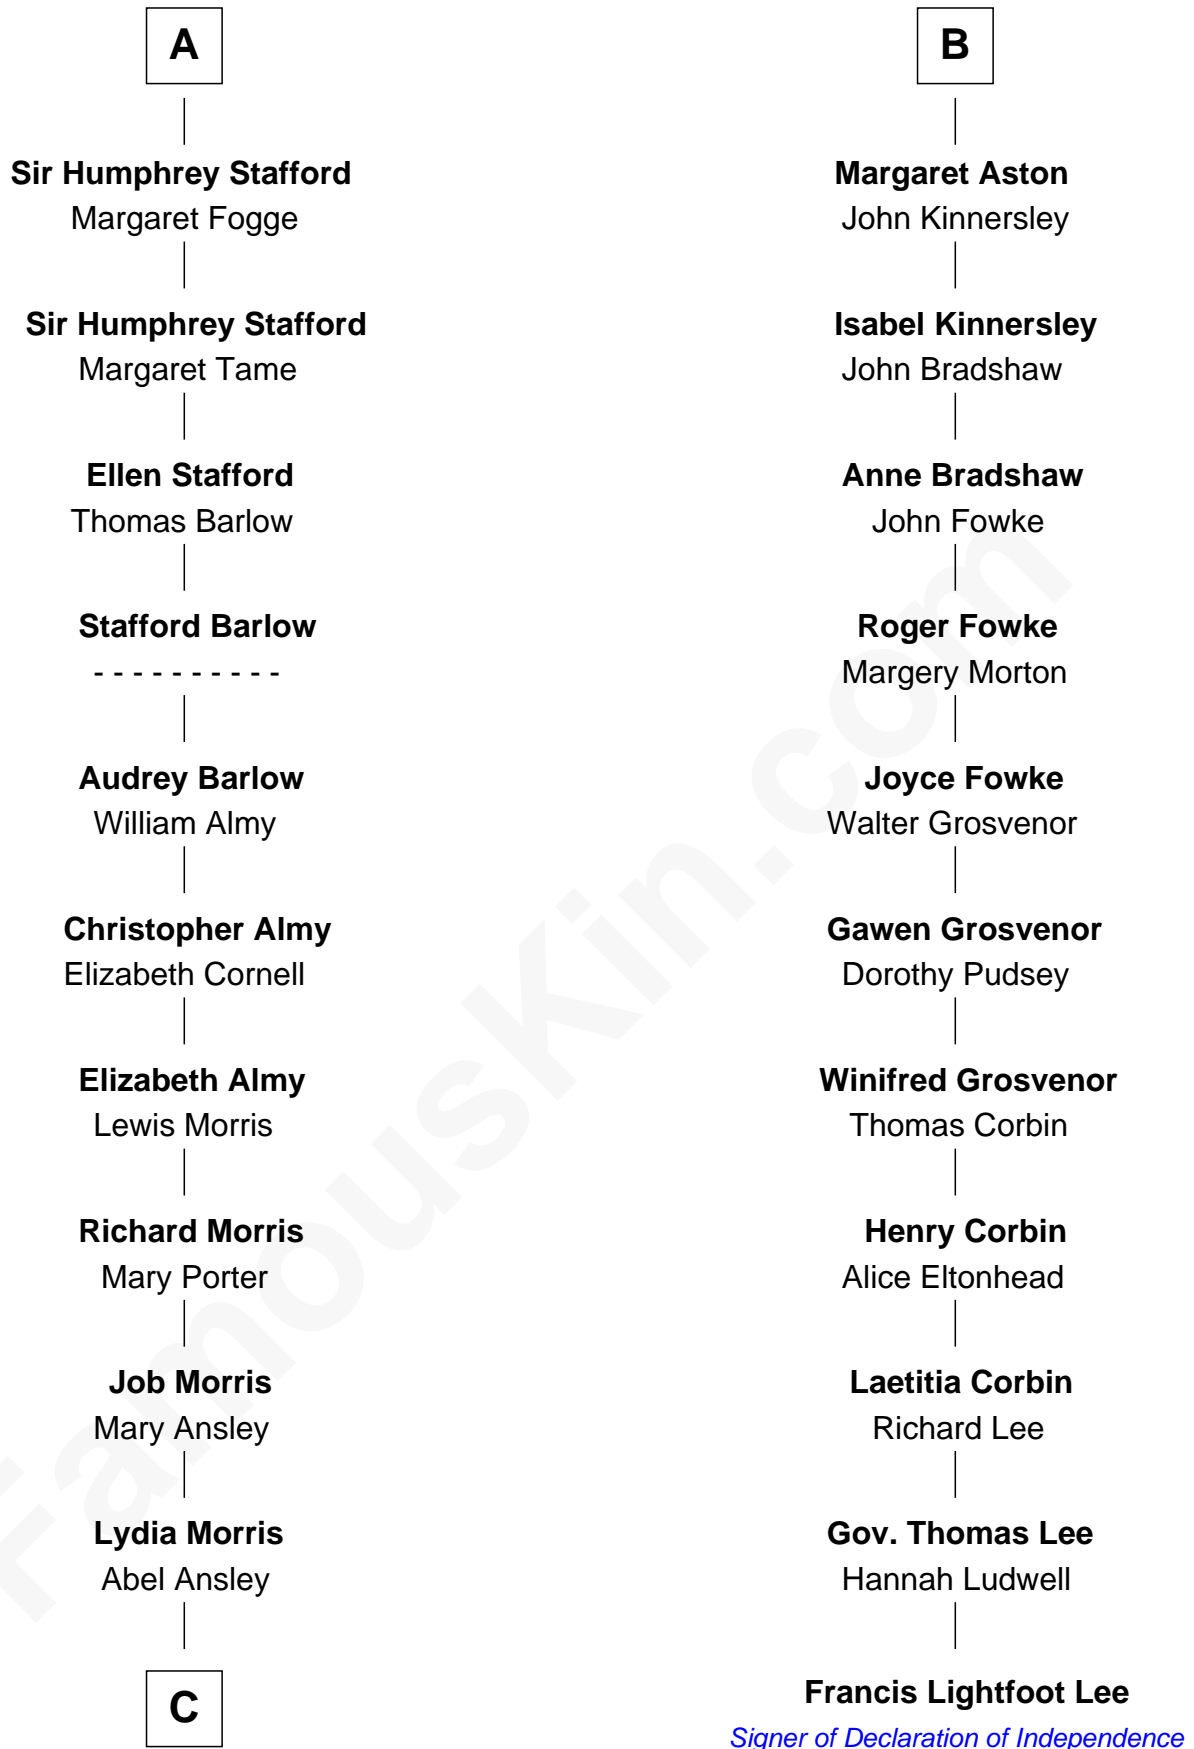 A
Sir Humphrey Stafford
Margaret Fogge
Sir Humphrey Stafford
Margaret Tame
Ellen Stafford
Thomas Barlow
Stafford Barlow
- - - - - - - - - -
Audrey Barlow
William Almy
Christopher Almy
Elizabeth Cornell
Elizabeth Almy
Lewis Morris
Richard Morris
Mary Porter
Job Morris
Mary Ansley
Lydia Morris
Abel Ansley
C
B
Margaret Aston
John Kinnersley
Isabel Kinnersley
John Bradshaw
Anne Bradshaw
John Fowke
Roger Fowke
Margery Morton
Joyce Fowke
Walter Grosvenor
Gawen Grosvenor
Dorothy Pudsey
Winifred Grosvenor
Thomas Corbin
Henry Corbin
Alice Eltonhead
Laetitia Corbin
Richard Lee
Gov. Thomas Lee
Hannah Ludwell
Francis Lightfoot Lee
Signer of Declaration of Independence
FamousKin.com